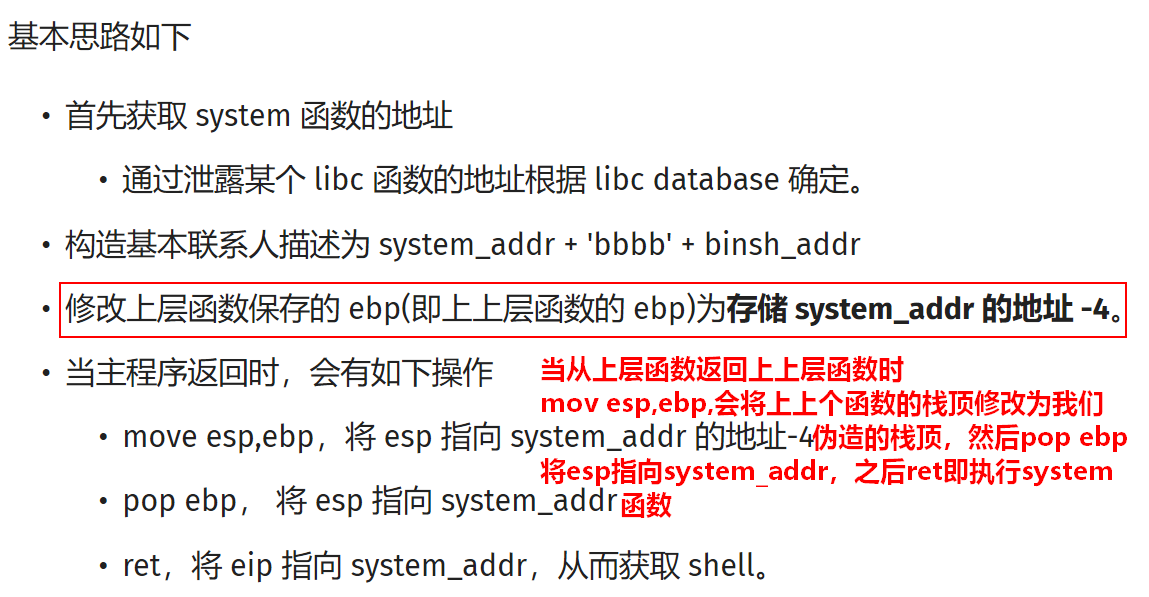 基本思路如下
• 首先获取 system 函数的地址
• 通过泄露某个 libc 函数的地址根据 libc database 确定。
• 构造基本联系人描述为 system_addr + 'bbbb' + binsh_addr
• 修改上层函数保存的 ebp(即上上层函数的 ebp)为存储 system_addr 的地址 -4。
• 当主程序返回时，会有如下操作
• move esp,ebp，将 esp 指向 system_addr 的地址-4
• pop ebp， 将 esp 指向 system_addr
• ret，将 eip 指向 system_addr，从而获取 shell。
当从上层函数返回上上层函数时
mov esp,ebp,会将上上个函数的栈顶修改为我们
伪造的栈顶，然后pop ebp
将esp指向system_addr，之后ret即执行system
函数